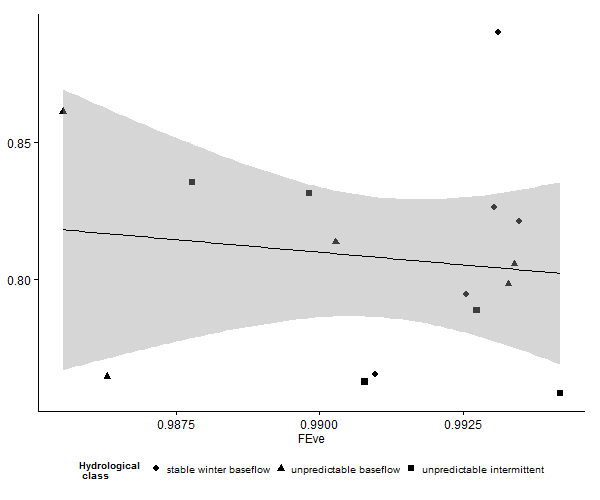 0.85
0.80
0.9875 0.9900 0.9925
FEve
Hydrological
class
stable winter baseflow unpredictable baseflow unpredictable intermittent